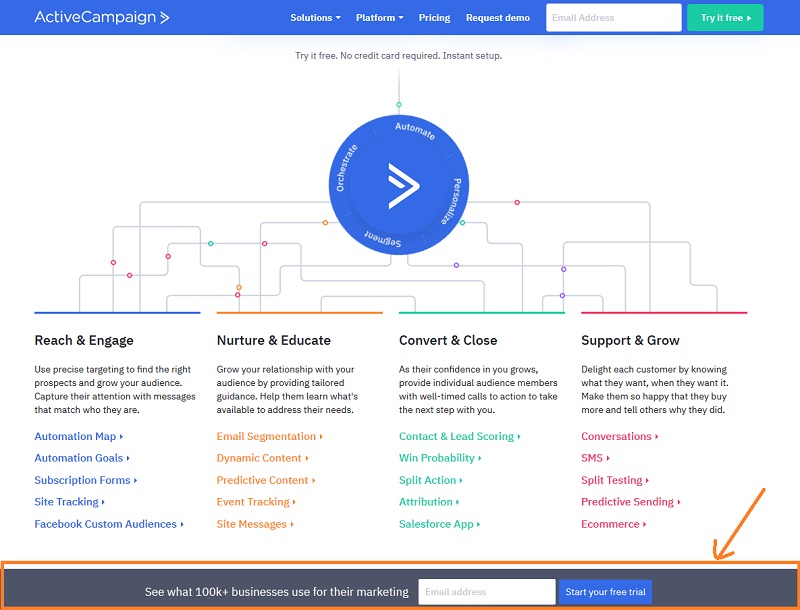 ActiveCampaign
Solutions
Platform
Pricing
Request demo
Email Address
Try it free
Try it free. No credit card required. Instant setup.
Automate
Orchestrate
Personalize
Segment
Reach & Engage
Use precise targeting to find the right
prospects and grow your audience.
Capture their attention with messages
that match who they are.
Automation Map
Automation Goals
Subscription Forms
Site Tracking
Facebook Custom Audiences
Nurture & Educate
Grow your relationship with your
audience by providing tailored
guidance. Help them learn what's
available to address their needs.
Email Segmentation
Dynamic Content
Predictive Content
Event Tracking
Site Messages
Convert & Close
As their confidence in you grows,
provide individual audience members
with well-timed calls to action to take
the next step with you.
Contact & Lead Scoring
Win Probability
Split Action
Attribution
Salesforce App
Support & Grow
Delight each customer by knowing
what they want, when they want it.
Make them so happy that they buy
more and tell others why they did.
Conversations
SMS
Split Testing
Predictive Sending
Ecommerce
See what 100k+ businesses use for their marketing
Email address
Start your free trial